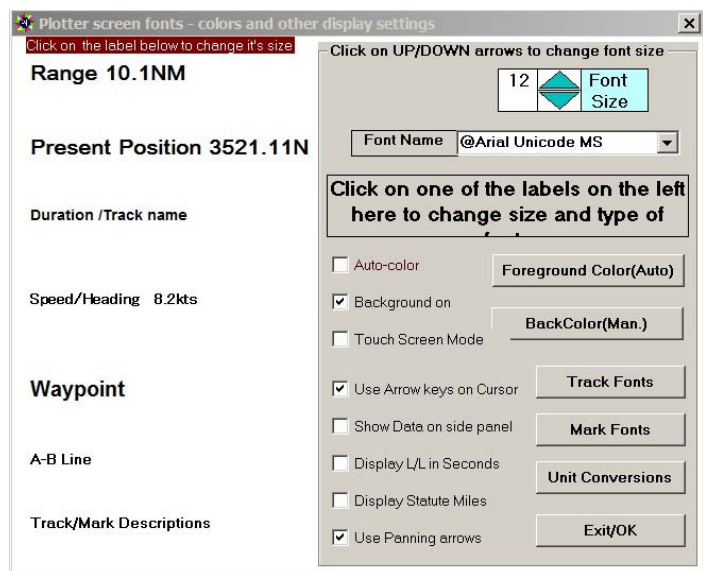 Plotter screen fonts - colors and other display settings
Click on the label below to change it's size
Range 10.1NM
Present Position 3521.11N
Duration /Track name
Speed/Heading 8.2kts
Waypoint
A-B Line
Track/Mark Descriptions
Click on UP/DOWN arrows to change font size
12
Font
Size
Font Name
@Arial Unicode MS
Click on one of the labels on the left
here to change size and type of
Auto-color
Foreground Color(Auto)
Background on
BackColor(Man.)
Touch Screen Mode
Use Arrow keys on Cursor
Track Fonts
Show Data on side panel
Mark Fonts
Display L/L in Seconds
Unit Conversions
Display Statute Miles
Use Panning arrows
Exit/OK